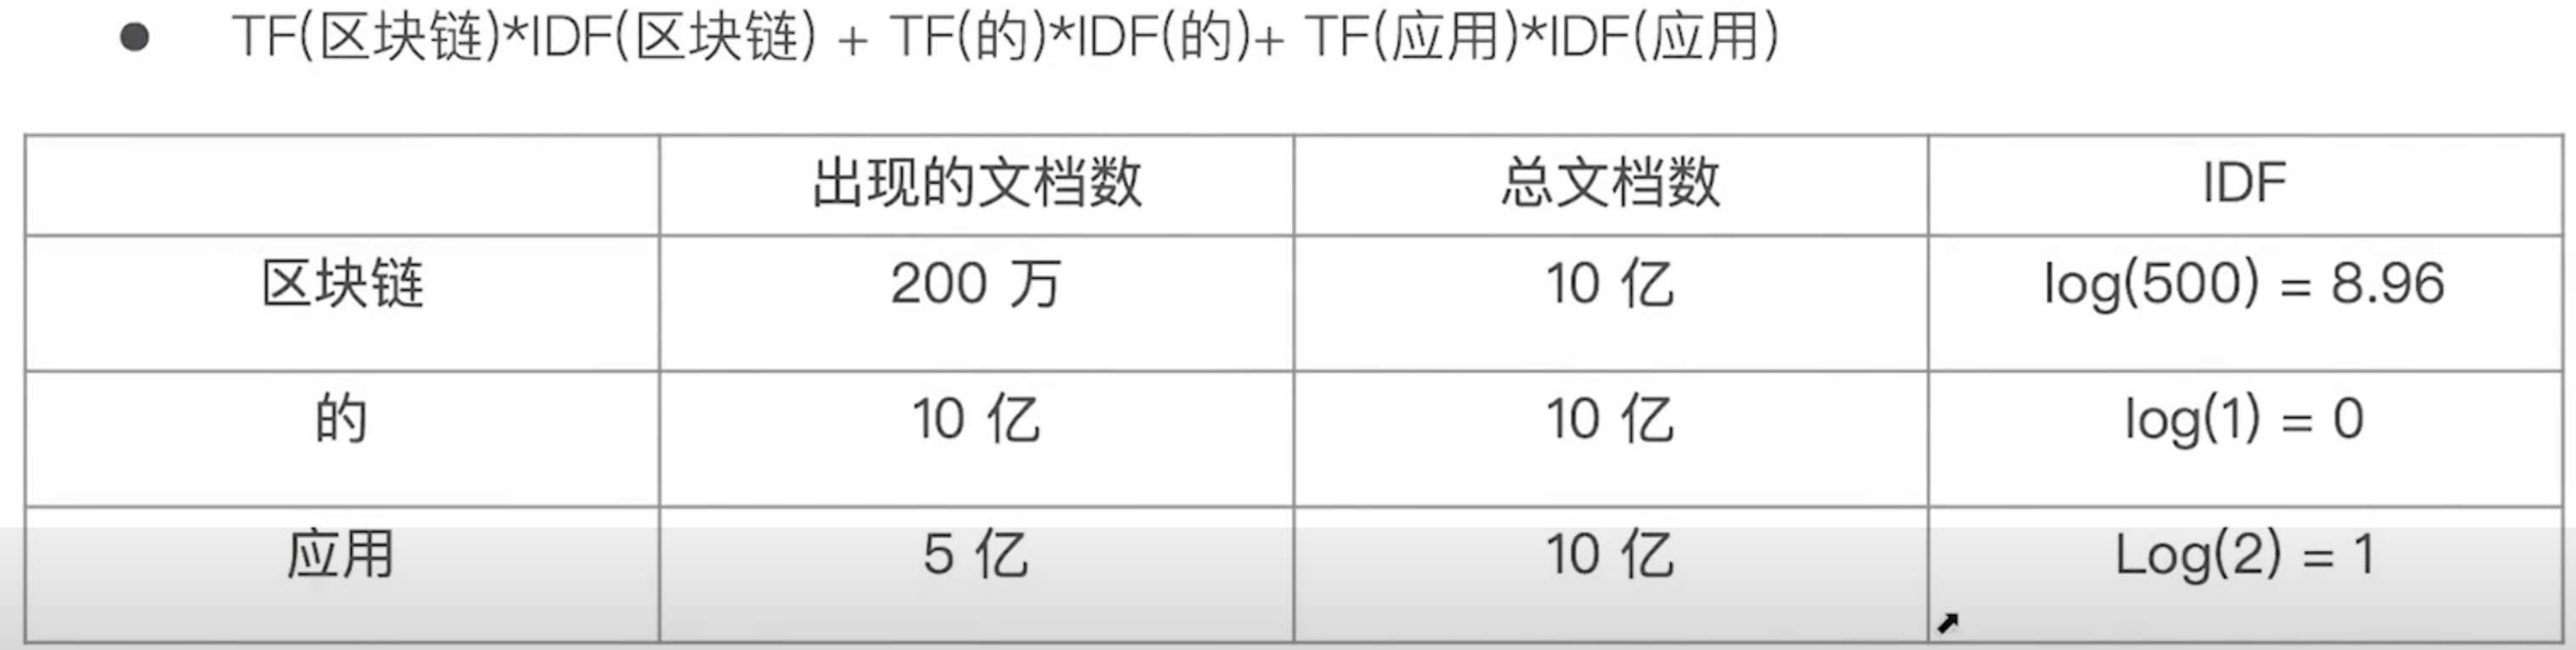 ● TF(区块链)*IDF(区块链) + TF(的)*IDF(的)+ TF(应用)*IDF(应用)
出现的文档数 总文档数 IDF
区块链 200 万 10 亿 log(500) = 8.96
的 10 亿 10 亿 log(1) = 0
应用 5 亿 10 亿 Log(2) = 1